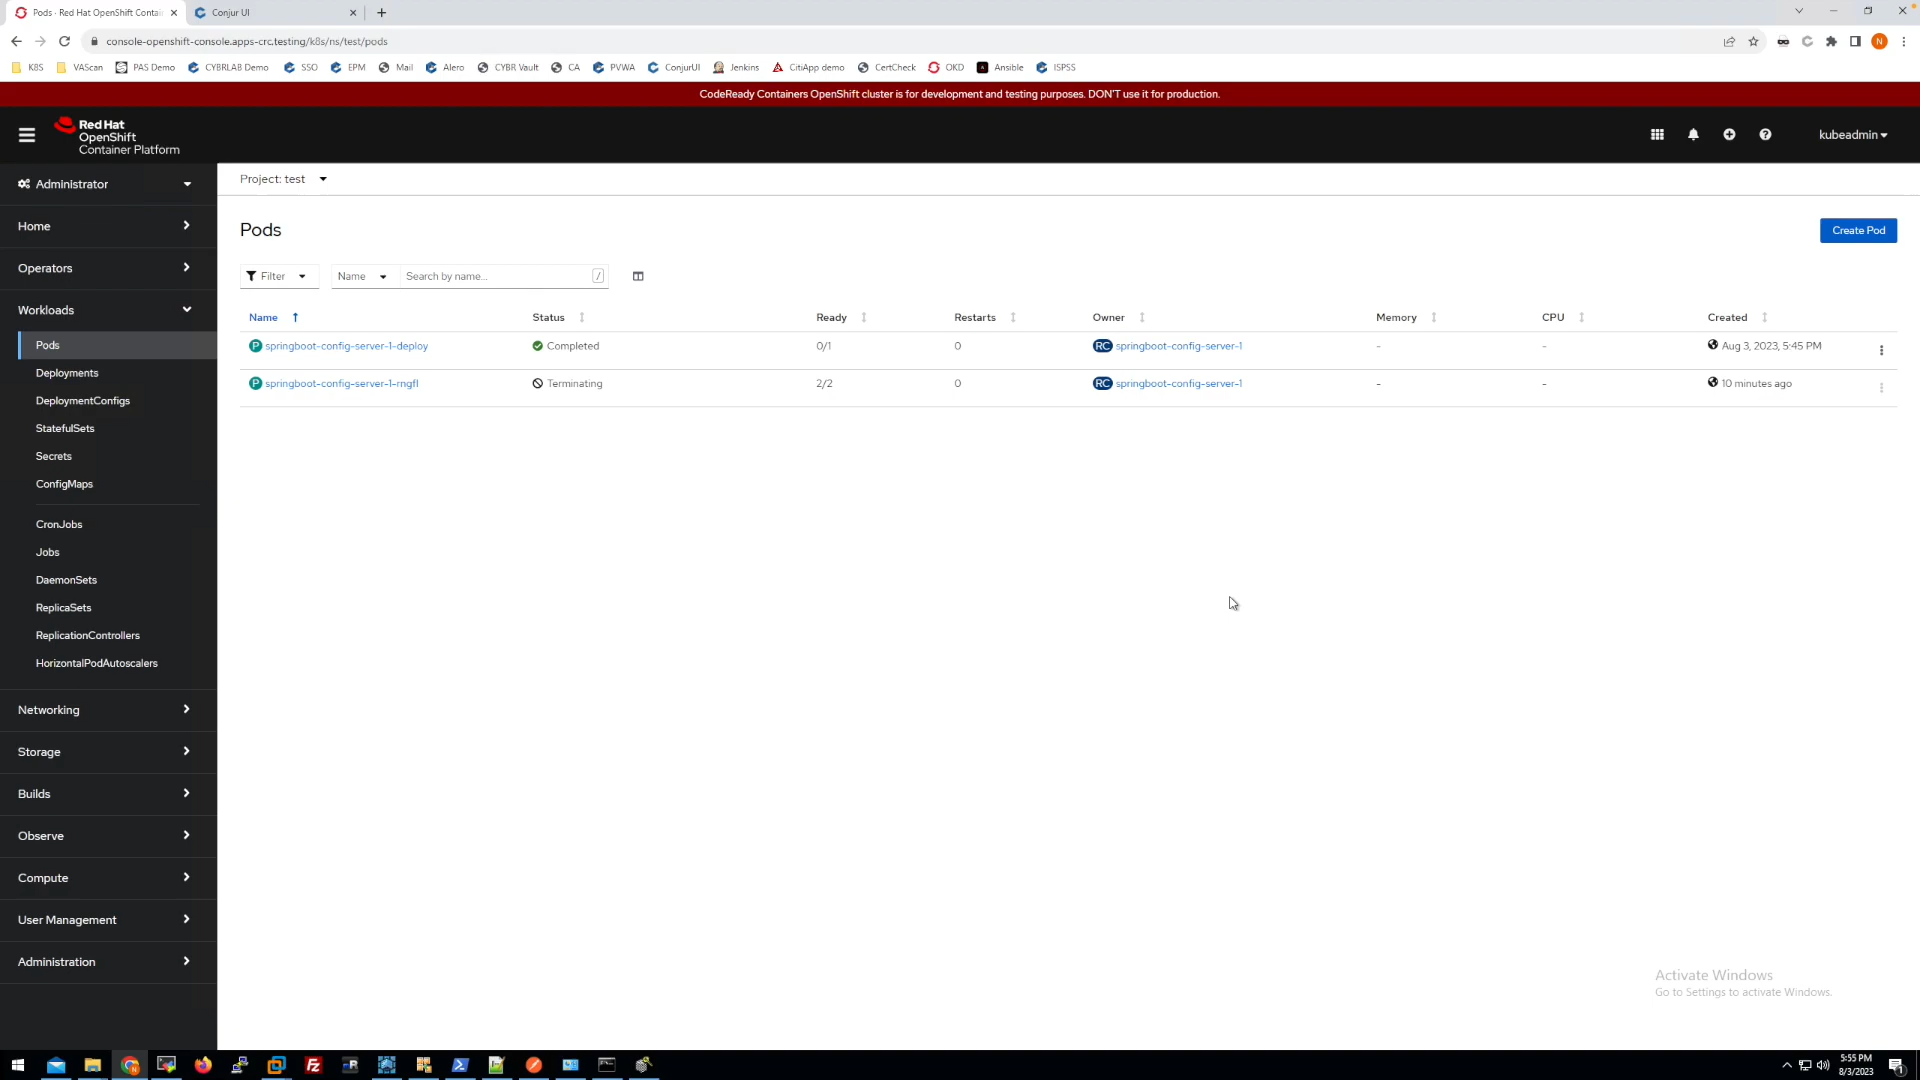 Pods · Red Hat OpenShift Contai
Conjur UI
console-openshift-console.apps-crc.testing/k8s/ns/test/pods
N
K8S
VAScan
PAS Demo
CYBRLAB Demo
SSO
EPM
Mail
Alero
CYBR Vault
CA
PVWA
ConjurUI
Jenkins
CitiApp demo
CertCheck
OKD
Ansible
ISPSS
CodeReady Containers OpenShift cluster is for development and testing purposes. DON'T use it for production.
Red Hat
OpenShift
Container Platform
kubeadmin
Administrator
Home
Operators
Workloads
Pods
Deployments
DeploymentConfigs
StatefulSets
Secrets
ConfigMaps
CronJobs
Jobs
DaemonSets
ReplicaSets
ReplicationControllers
HorizontalPodAutoscalers
Networking
Storage
Builds
Observe
Compute
User Management
Administration
Project: test
Pods
Create Pod
Filter
Name
Search by name...
/
Name Status Ready Restarts Owner Memory CPU Created
P springboot-config-server-1-deploy Completed 0/1 0 RC springboot-config-server-1 - - Aug 3, 2023, 5:45 PM
P springboot-config-server-1-rngfl Terminating 2/2 0 RC springboot-config-server-1 - - 10 minutes ago
Activate Windows
Go to Settings to activate Windows.
5:55 PM
8/3/2023